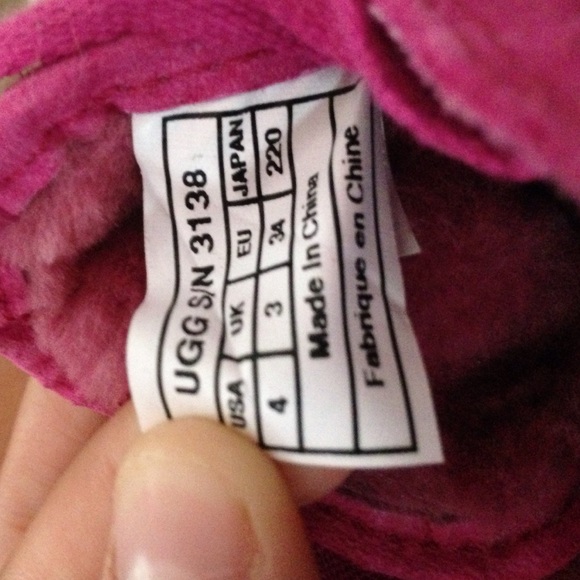 UGG S/N 3138
USA UK EU JAPAN
4 3 34 220
Made In China
Fabrique en Chine